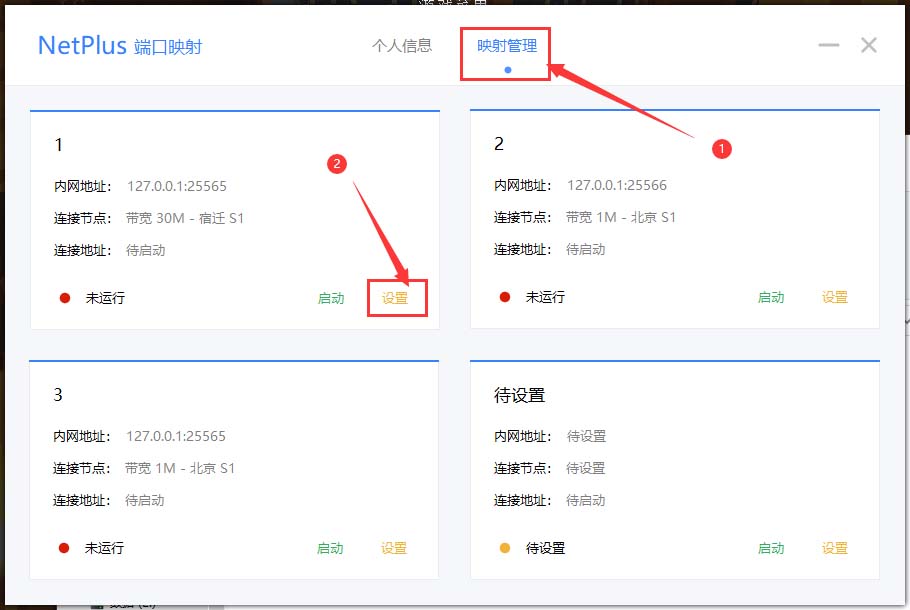 NetPlus 端口映射
个人信息
映射管理
1
内网地址: 127.0.0.1:25565
连接节点: 带宽 30M - 宿迁 S1
连接地址: 待启动
未运行
启动
设置
2
1
2
内网地址: 127.0.0.1:25566
连接节点: 带宽 1M - 北京 S1
连接地址: 待启动
未运行
启动
设置
3
内网地址: 127.0.0.1:25565
连接节点: 带宽 1M - 北京 S1
连接地址: 待启动
未运行
启动
设置
待设置
内网地址: 待设置
连接节点: 待设置
连接地址: 待启动
待设置
启动
设置